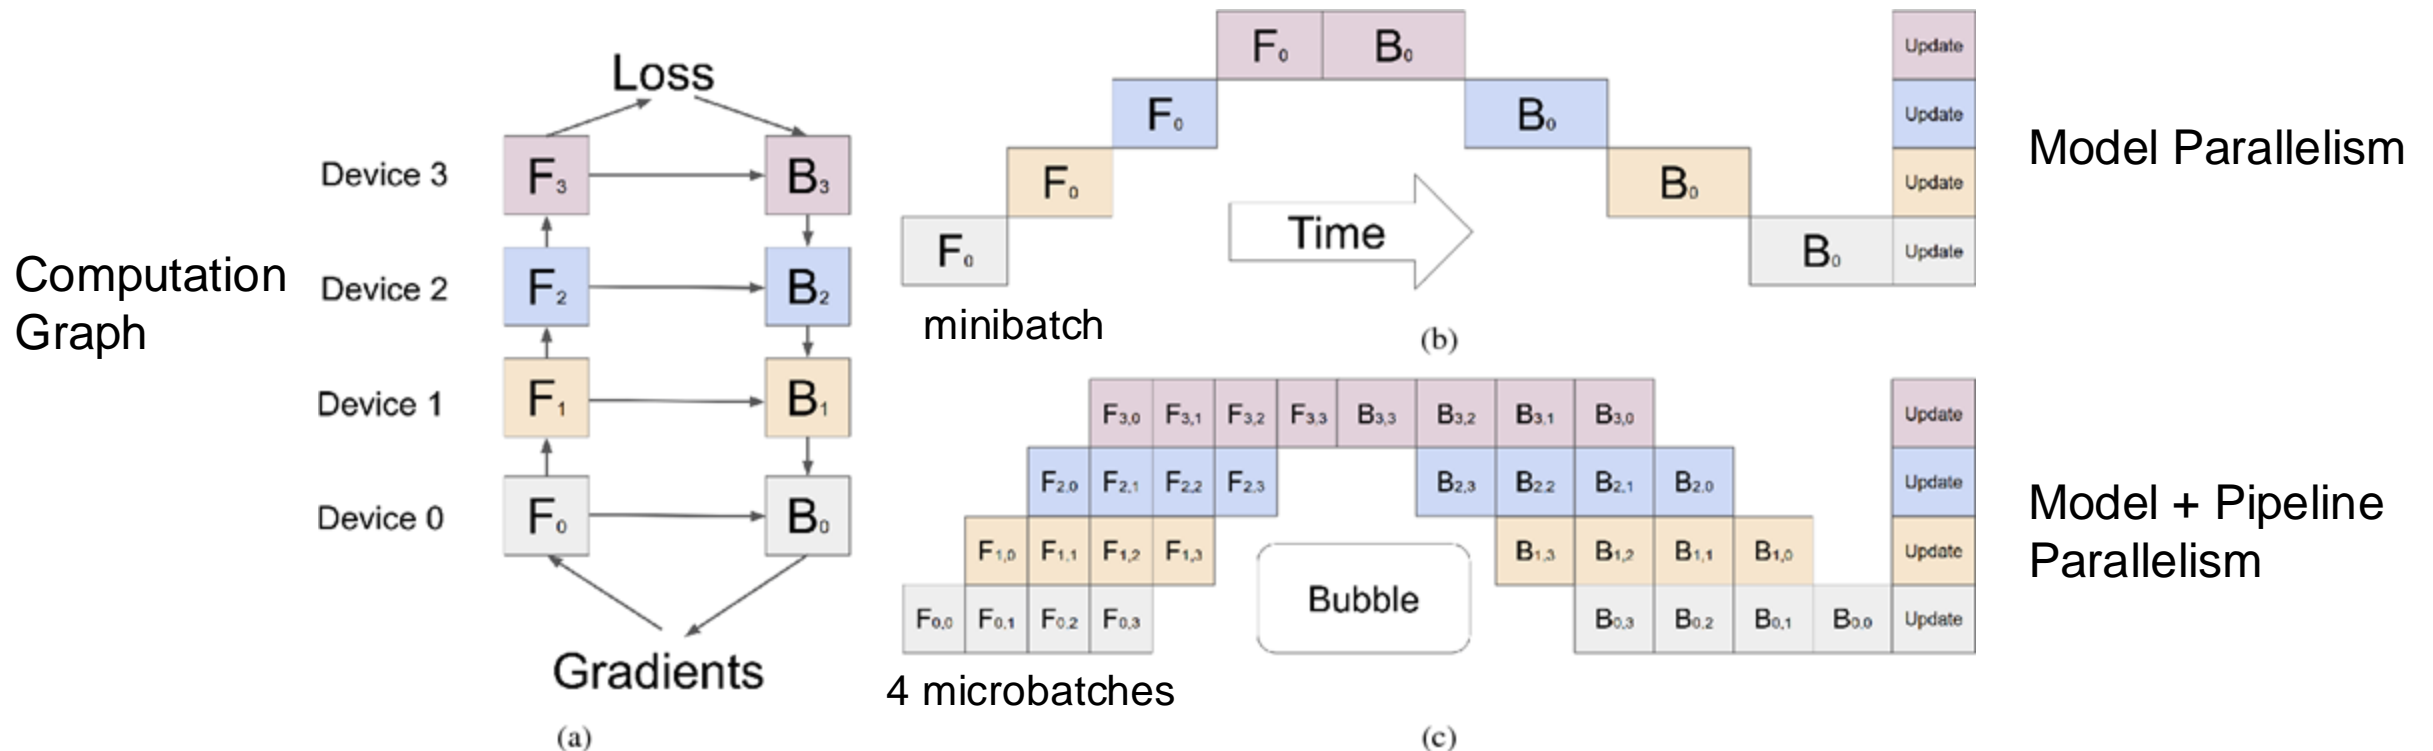 Computation
Graph
Loss
Device 3 F₃ B₃
Device 2 F₂ B₂
Device 1 F₁ B₁
Device 0 F₀ B₀
Gradients
(a)
F₀ B₀ Update
F₀ B₀ Update
F₀ B₀ Update
F₀ B₀ Update
Time
minibatch
(b)
Model Parallelism
F₃,₀ F₃,₁ F₃,₂ F₃,₃ B₃,₃ B₃,₂ B₃,₁ B₃,₀ Update
F₂,₀ F₂,₁ F₂,₂ F₂,₃ B₂,₃ B₂,₂ B₂,₁ B₂,₀ Update
F₁,₀ F₁,₁ F₁,₂ F₁,₃ B₁,₃ B₁,₂ B₁,₁ B₁,₀ Update
F₀,₀ F₀,₁ F₀,₂ F₀,₃ B₀,₃ B₀,₂ B₀,₁ B₀,₀ Update
Bubble
4 microbatches
(c)
Model + Pipeline
Parallelism